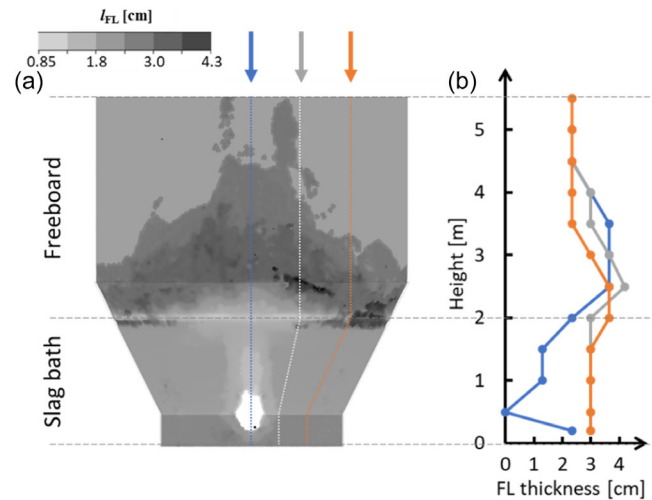 l_FL [cm]
0.85 1.8 3.0 4.3
(a)
(b)
Freeboard
Slag bath
Height [m]
5
4
3
2
1
0
0 1 2 3 4
FL thickness [cm]